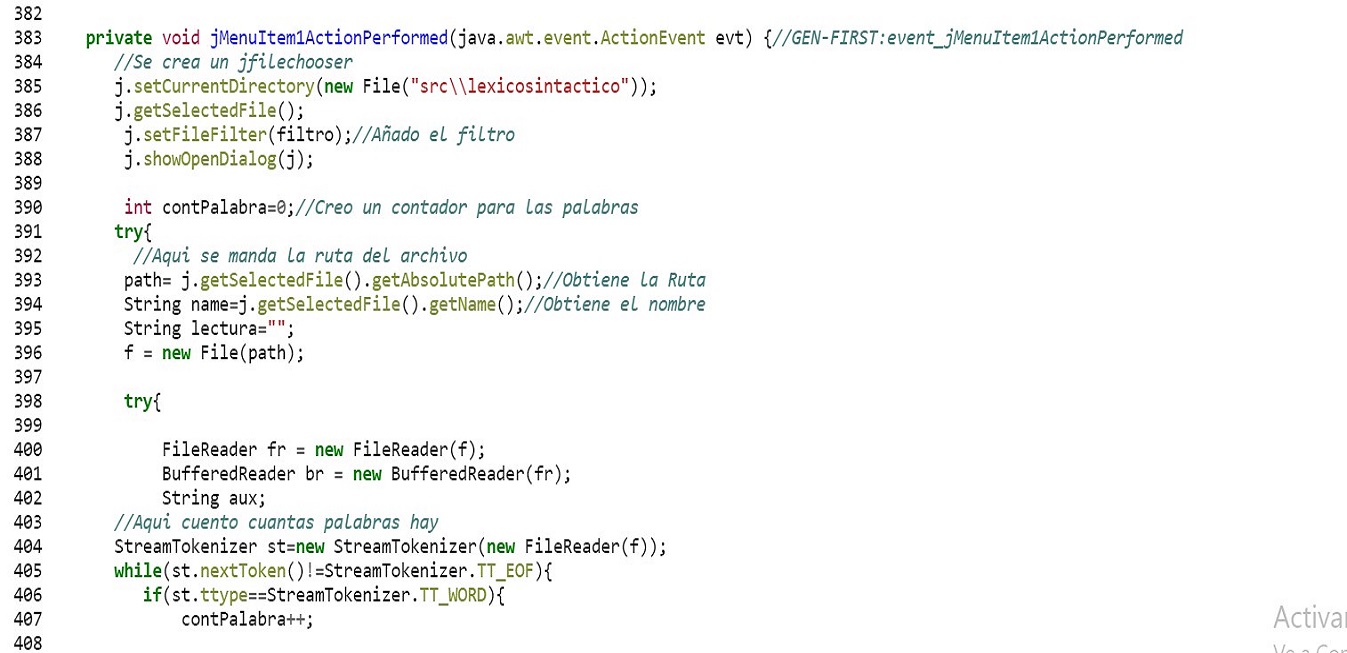 382
383 private void jMenuItem1ActionPerformed(java.awt.event.ActionEvent evt) {//GEN-FIRST:event_jMenuItem1ActionPerformed
384 //Se crea un jfilechooser
385 j.setCurrentDirectory(new File("src\\lexicosintactico"));
386 j.getSelectedFile();
387 j.setFileFilter(filtro);//Añado el filtro
388 j.showOpenDialog(j);
389
390 int contPalabra=0;//Creo un contador para las palabras
391 try{
392 //Aqui se manda la ruta del archivo
393 path= j.getSelectedFile().getAbsolutePath();//Obtiene la Ruta
394 String name=j.getSelectedFile().getName();//Obtiene el nombre
395 String lectura="";
396 f = new File(path);
397
398 try{
399
400 FileReader fr = new FileReader(f);
401 BufferedReader br = new BufferedReader(fr);
402 String aux;
403 //Aqui cuento cuantas palabras hay
404 StreamTokenizer st=new StreamTokenizer(new FileReader(f));
405 while(st.nextToken()!=StreamTokenizer.TT_EOF){
406 if(st.ttype==StreamTokenizer.TT_WORD){
407 contPalabra++;
408
Activa